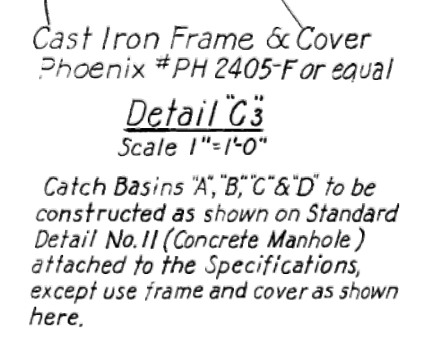 Cast Iron Frame & Cover
Phoenix #PH 2405-F or equal
Detail "C3"
Scale 1"=1'-0"
Catch Basins "A", "B," "C" & "D" to be
constructed as shown on Standard
Detail No. 11 (Concrete Manhole)
attached to the Specifications,
except use frame and cover as shown
here.